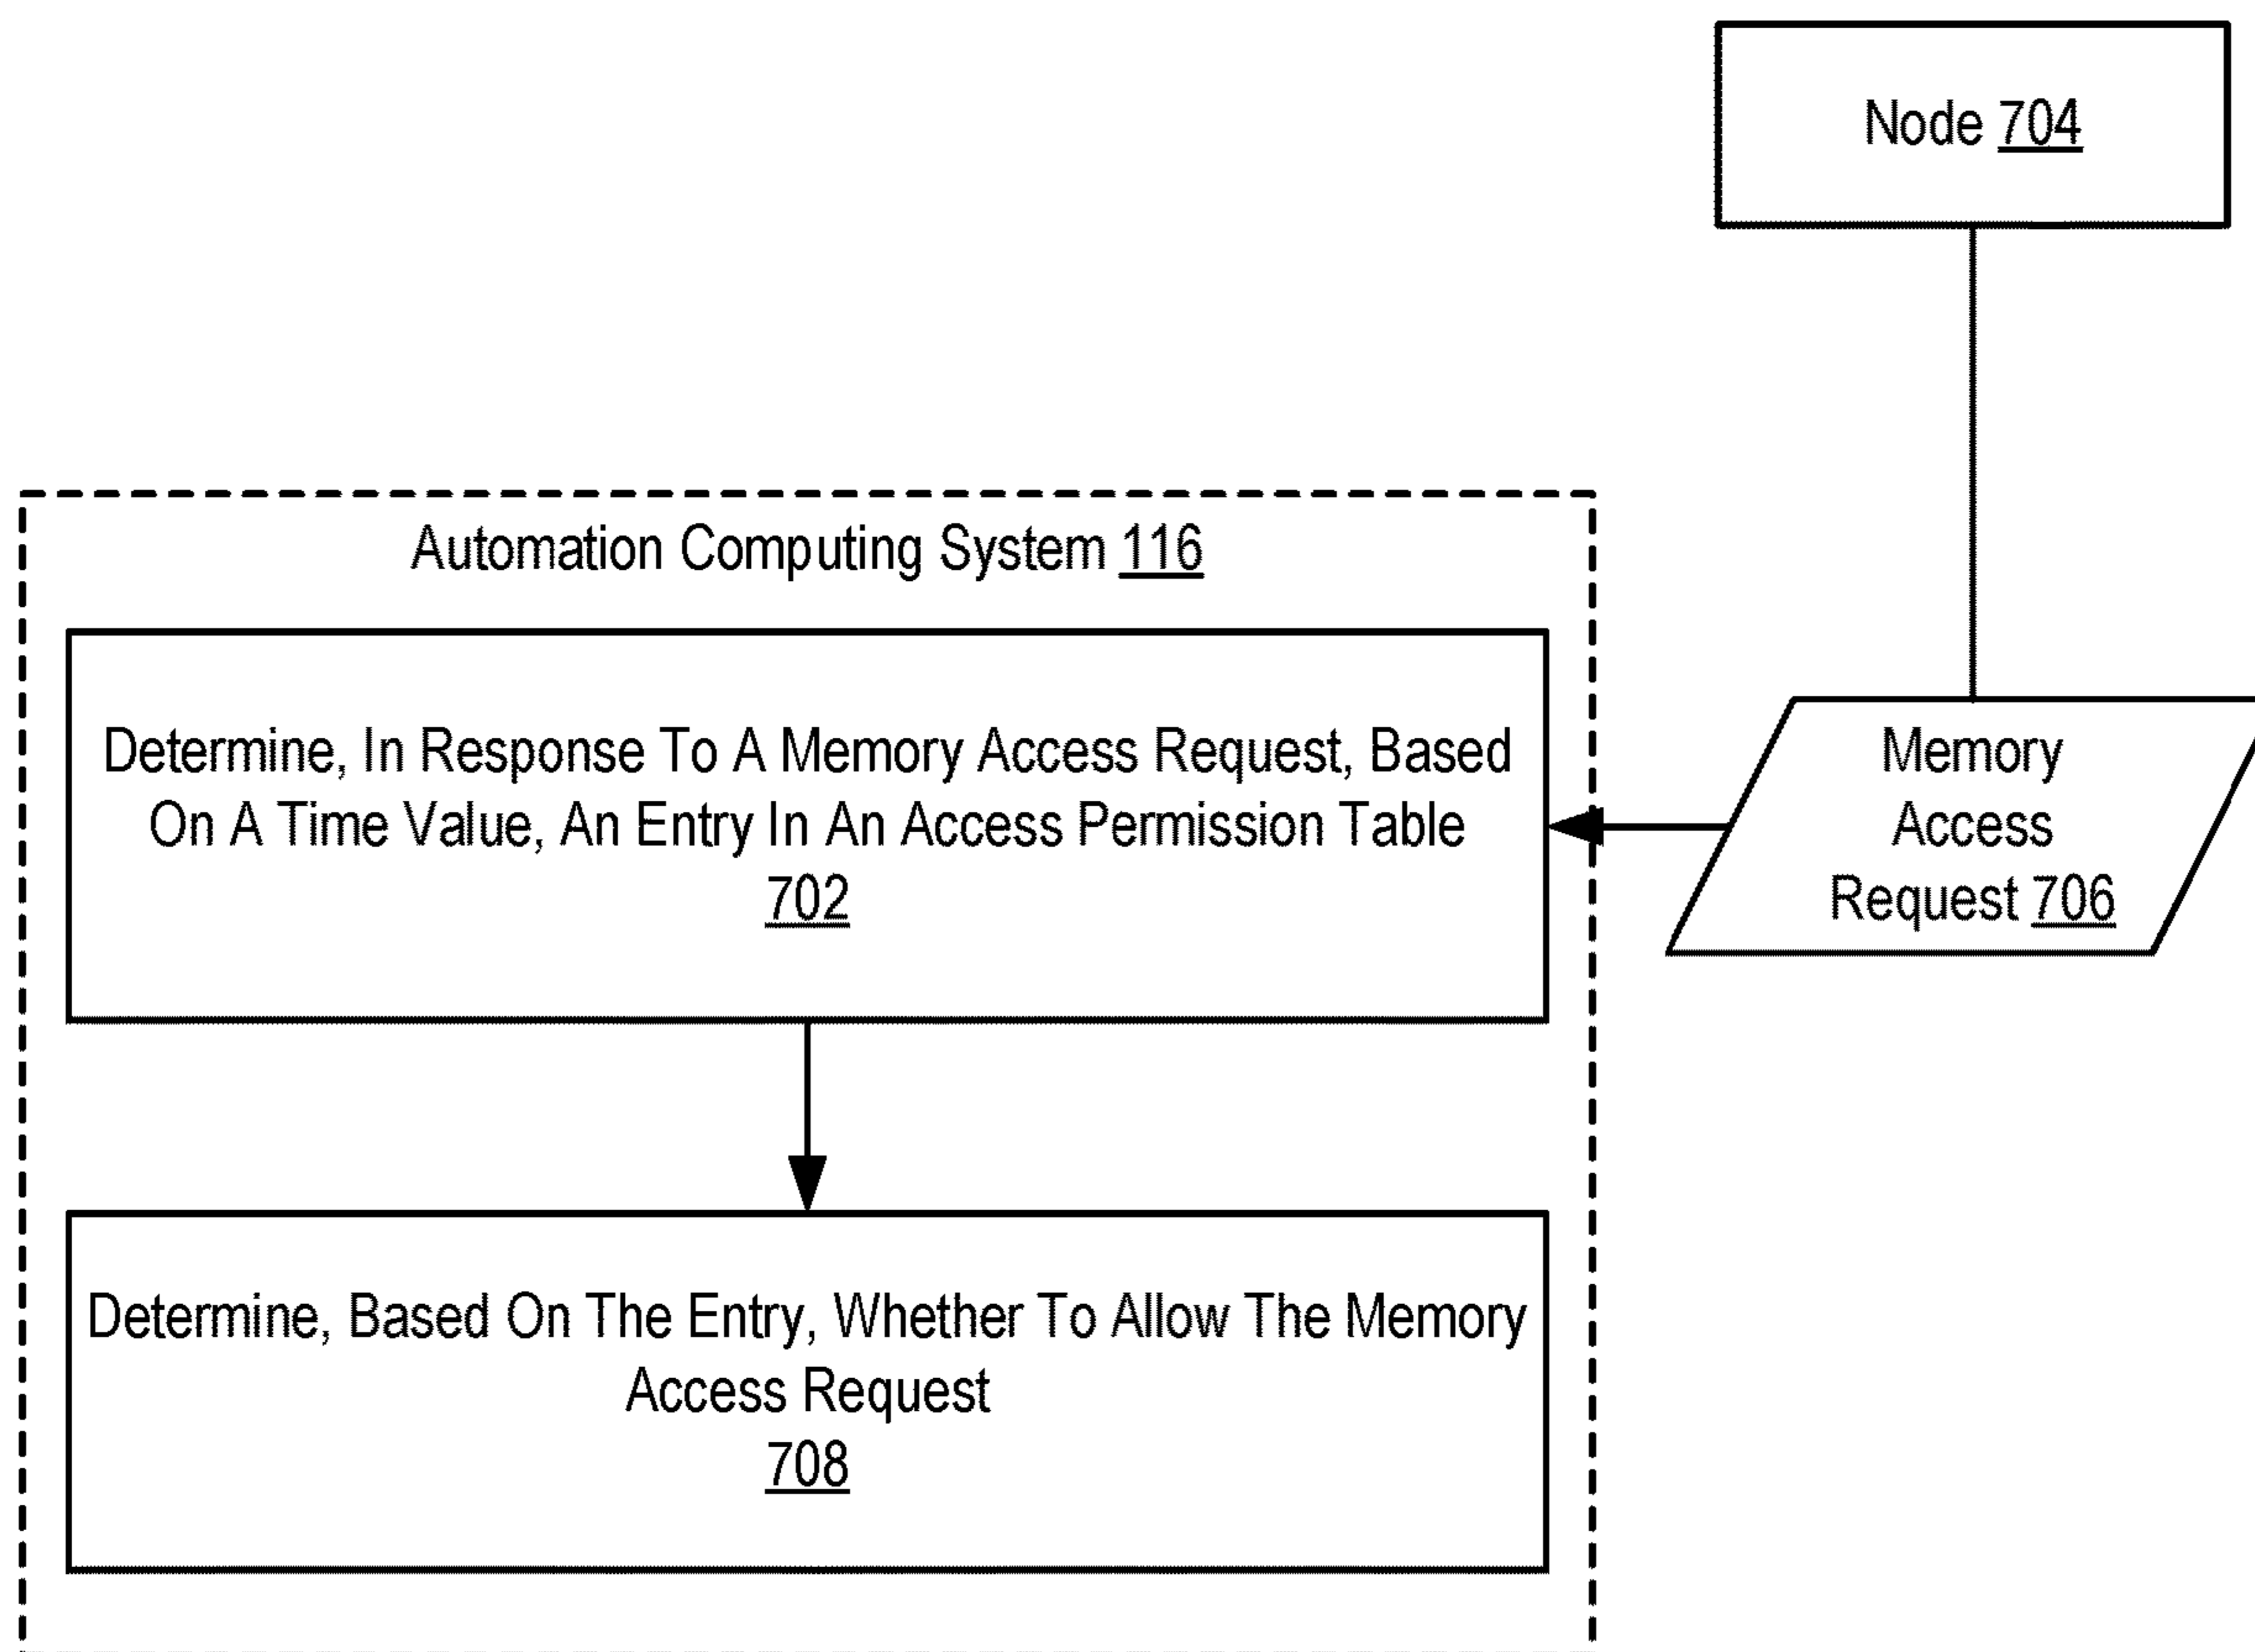 Node 704
Automation Computing System 116
Determine, In Response To A Memory Access Request, Based
On A Time Value, An Entry In An Access Permission Table
702
Memory
Access
Request 706
Determine, Based On The Entry, Whether To Allow The Memory
Access Request
708